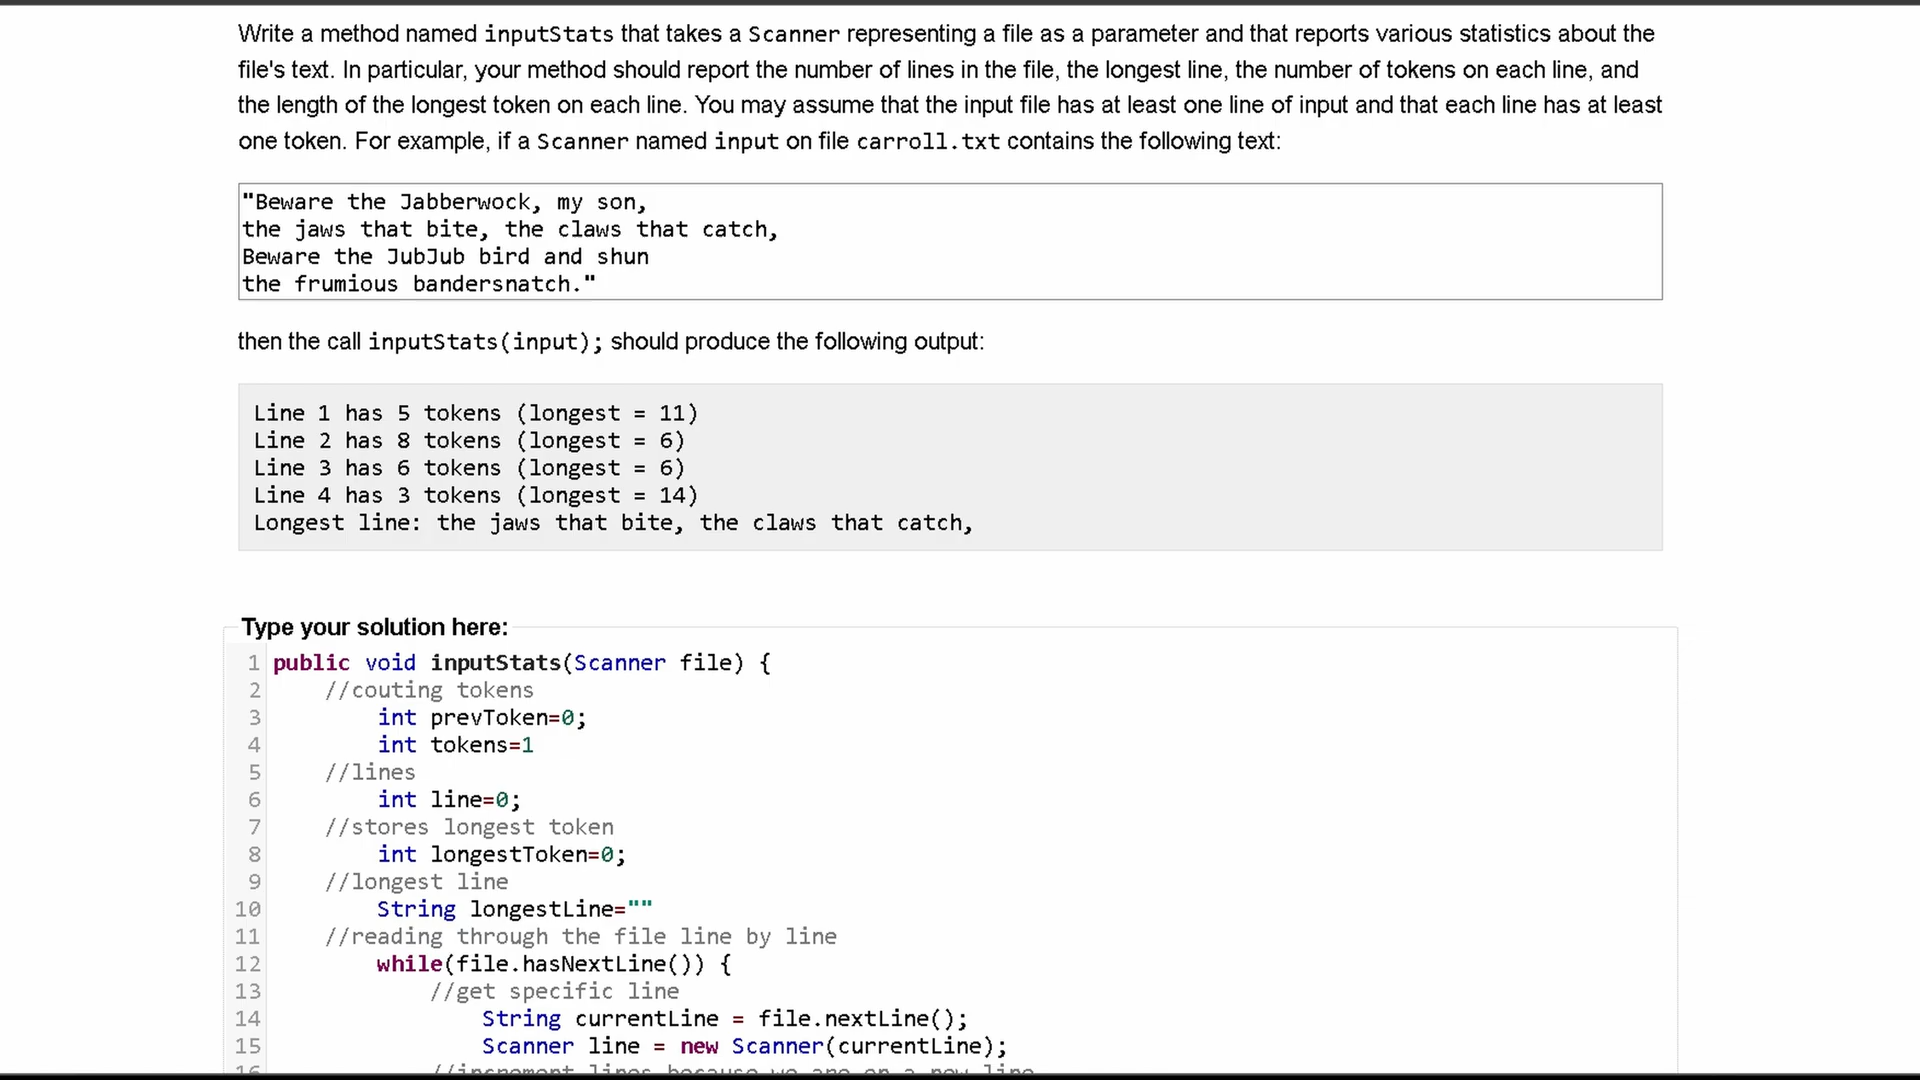 Write a method named inputStats that takes a Scanner representing a file as a parameter and that reports various statistics about the
file's text. In particular, your method should report the number of lines in the file, the longest line, the number of tokens on each line, and
the length of the longest token on each line. You may assume that the input file has at least one line of input and that each line has at least
one token. For example, if a Scanner named input on file carroll.txt contains the following text:
"Beware the Jabberwock, my son,
the jaws that bite, the claws that catch,
Beware the JubJub bird and shun
the frumious bandersnatch."
then the call inputStats(input); should produce the following output:
Line 1 has 5 tokens (longest = 11)
Line 2 has 8 tokens (longest = 6)
Line 3 has 6 tokens (longest = 6)
Line 4 has 3 tokens (longest = 14)
Longest line: the jaws that bite, the claws that catch,
Type your solution here:
1 public void inputStats(Scanner file) {
2 //couting tokens
3 int prevToken=0;
4 int tokens=1
5 //lines
6 int line=0;
7 //stores longest token
8 int longestToken=0;
9 //longest line
10 String longestLine=""
11 //reading through the file line by line
12 while(file.hasNextLine()) {
13 //get specific line
14 String currentLine = file.nextLine();
15 Scanner line = new Scanner(currentLine);
16 //increment lines because we are on a new line